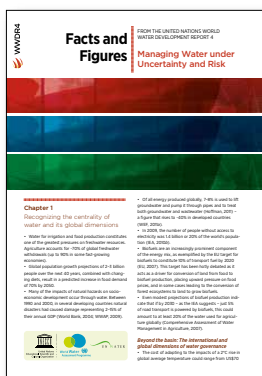 WWDR4
Facts and
Figures
FROM THE UNITED NATIONS WORLD
WATER DEVELOPMENT REPORT 4
Managing Water under
Uncertainty and Risk
Chapter 1
Recognizing the centrality of
water and its global dimensions
• Water for irrigation and food production constitutes
one of the greatest pressures on freshwater resources.
Agriculture accounts for ~70% of global freshwater
withdrawals (up to 90% in some fast-growing
economies).
• Global population growth projections of 2–3 billion
people over the next 40 years, combined with chang-
ing diets, result in a predicted increase in food demand
of 70% by 2050.
• Many of the impacts of natural hazards on socio-
economic development occur through water. Between
1990 and 2000, in several developing countries natural
disasters had caused damage representing 2–15% of
their annual GDP (World Bank, 2004; WWAP, 2009).
• Of all energy produced globally, 7–8% is used to lift
groundwater and pump it through pipes and to treat
both groundwater and wastewater (Hoffman, 2011) –
a figure that rises to ~40% in developed countries
(WEF, 2011a).
• In 2009, the number of people without access to
electricity was 1.4 billion or 20% of the world's popula-
tion (IEA, 2010b).
• Biofuels are an increasingly prominent component
of the energy mix, as exemplified by the EU target for
biofuels to constitute 10% of transport fuel by 2020
(EU, 2007). This target has been hotly debated as it
acts as a driver for conversion of land from food to
biofuel production, placing upward pressure on food
prices, and in some cases leading to the conversion of
forest ecosystems to land to grow biofuels.
• Even modest projections of biofuel production indi-
cate that if by 2030 – as the IEA suggests – just 5%
of road transport is powered by biofuels, this could
amount to at least 20% of the water used for agricul-
ture globally (Comprehensive Assessment of Water
Management in Agriculture, 2007).
Beyond the basin: The international and
global dimensions of water governance
• The cost of adapting to the impacts of a 2°C rise in
global average temperature could range from US$70